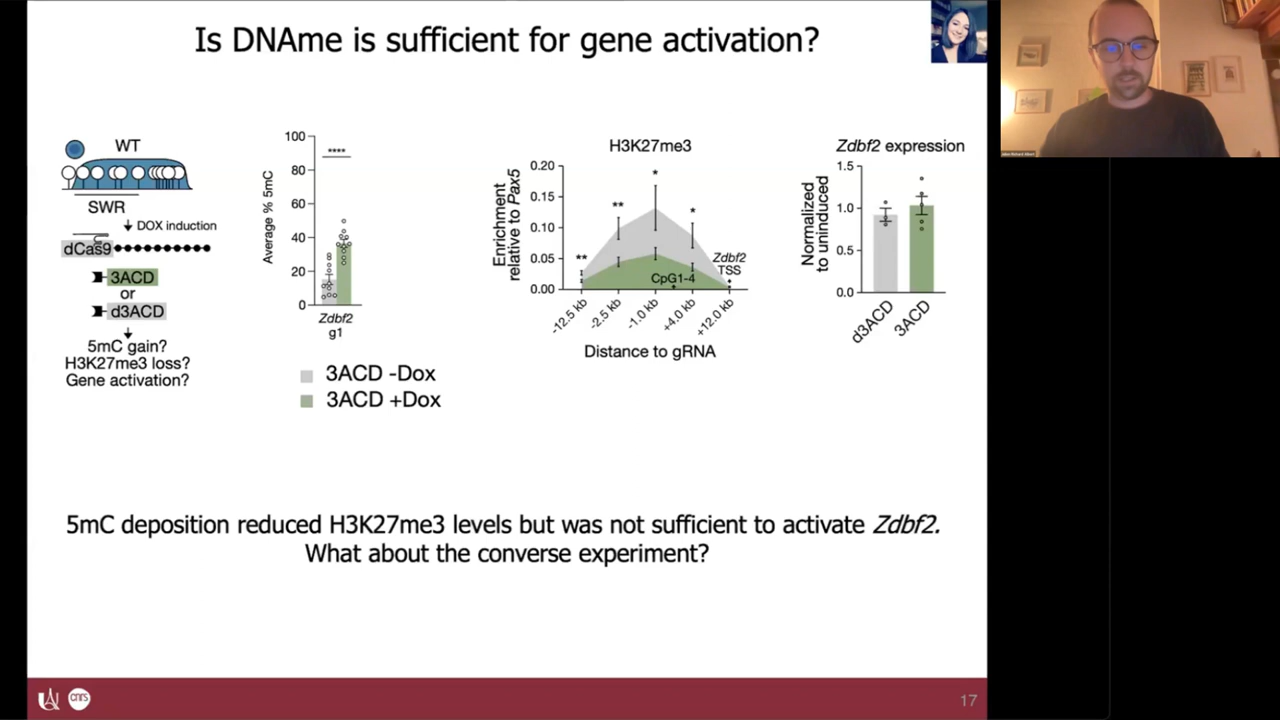 Is DNAme is sufficient for gene activation?
WT
SWR
DOX induction
dCas9
3ACD
or
d3ACD
5mC gain?
H3K27me3 loss?
Gene activation?
Average % 5mC
100
80
60
40
20
0
****
Zdbf2
g1
3ACD -Dox
3ACD +Dox
H3K27me3
Enrichment
relative to Pax5
0.20
0.15
0.10
0.05
0.00
**
**
*
*
Zdbf2
TSS
CpG1-4
-12.5 kb
-2.5 kb
-1.0 kb
+4.0 kb
+12.0 kb
Distance to gRNA
Zdbf2 expression
Normalized
to uninduced
1.5
1.0
0.5
0.0
d3ACD
3ACD
5mC deposition reduced H3K27me3 levels but was not sufficient to activate Zdbf2.
What about the converse experiment?
cnrs
17